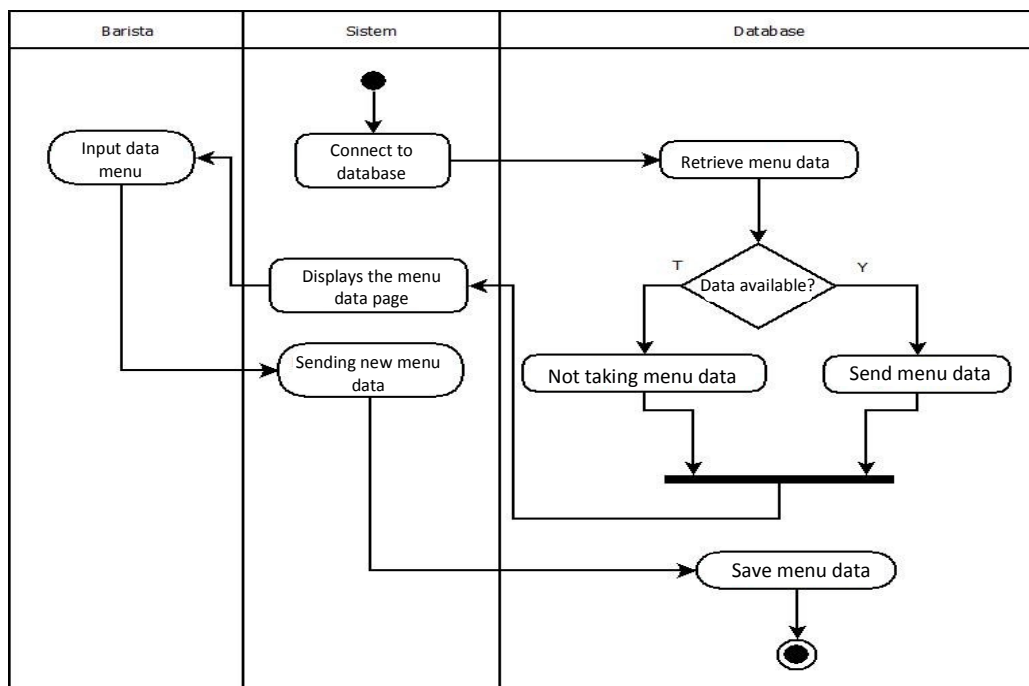 Barista
Sistem
Database
Input data
menu
Connect to
database
Retrieve menu data
Displays the menu
data page
T
Data available?
Y
Sending new menu
data
Not taking menu data
Send menu data
Save menu data